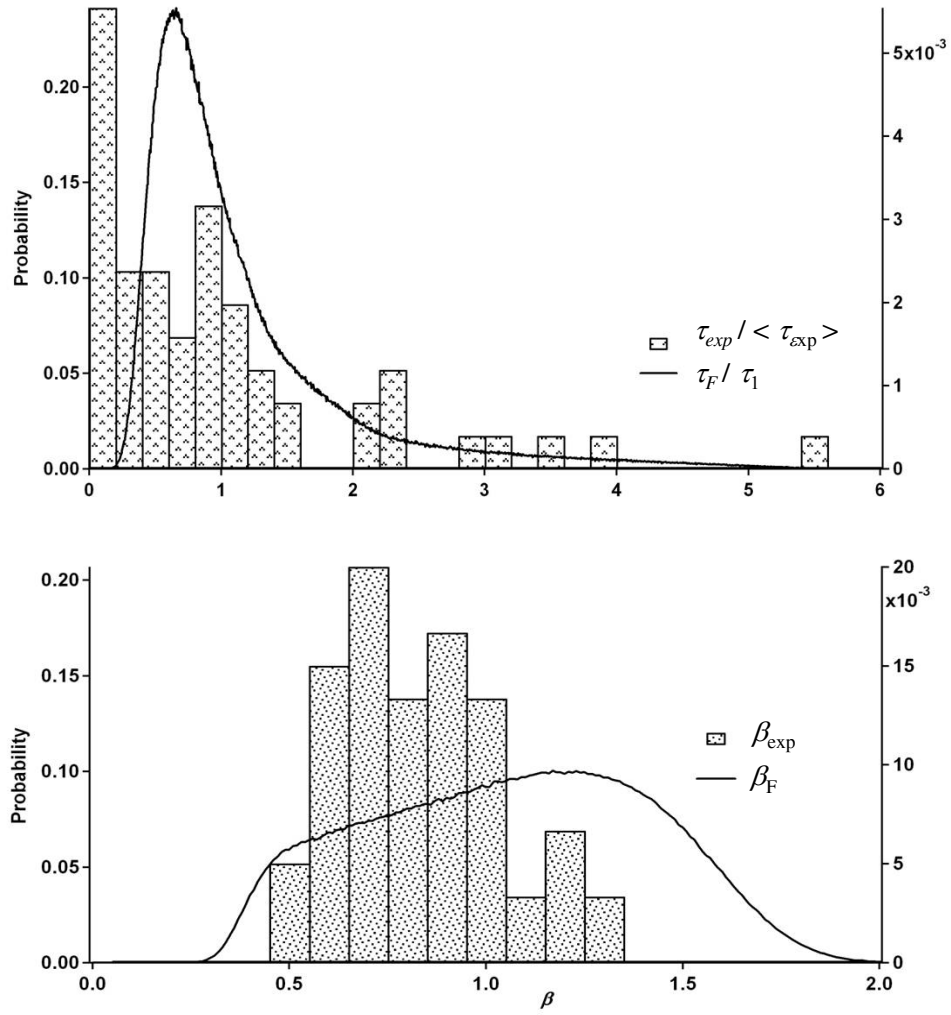 0.20
0.15
0.10
0.05
0.00
Probability
5x10⁻³
4
3
2
1
0
τexp / < τεxp>
τF / τ1
0 1 2 3 4 5 6
0.20
0.15
0.10
0.05
0.00
Probability
20
x10⁻³
15
10
5
0
βexp
βF
0.0 0.5 1.0 1.5 2.0
β